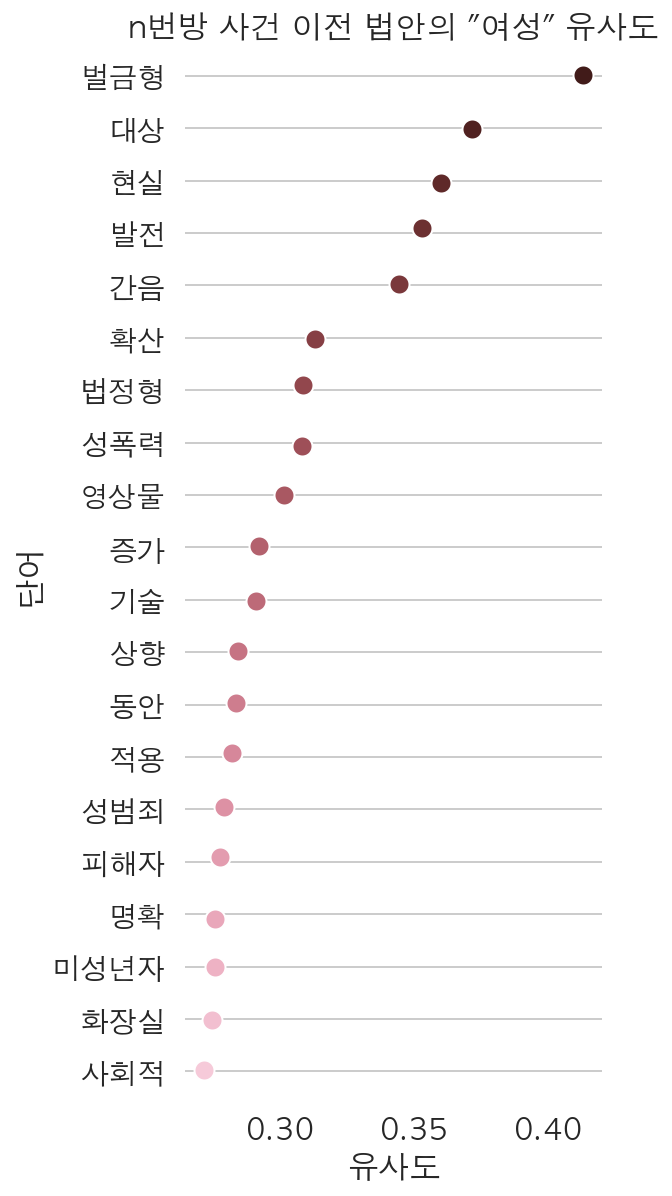 n번방 사건 이전 법안의 "여성" 유사도
벌금형
대상
현실
발전
간음
확산
법정형
성폭력
영상물
증가
기술
상향
동안
적용
성범죄
피해자
명확
미성년자
화장실
사회적
단어
0.30 0.35 0.40
유사도